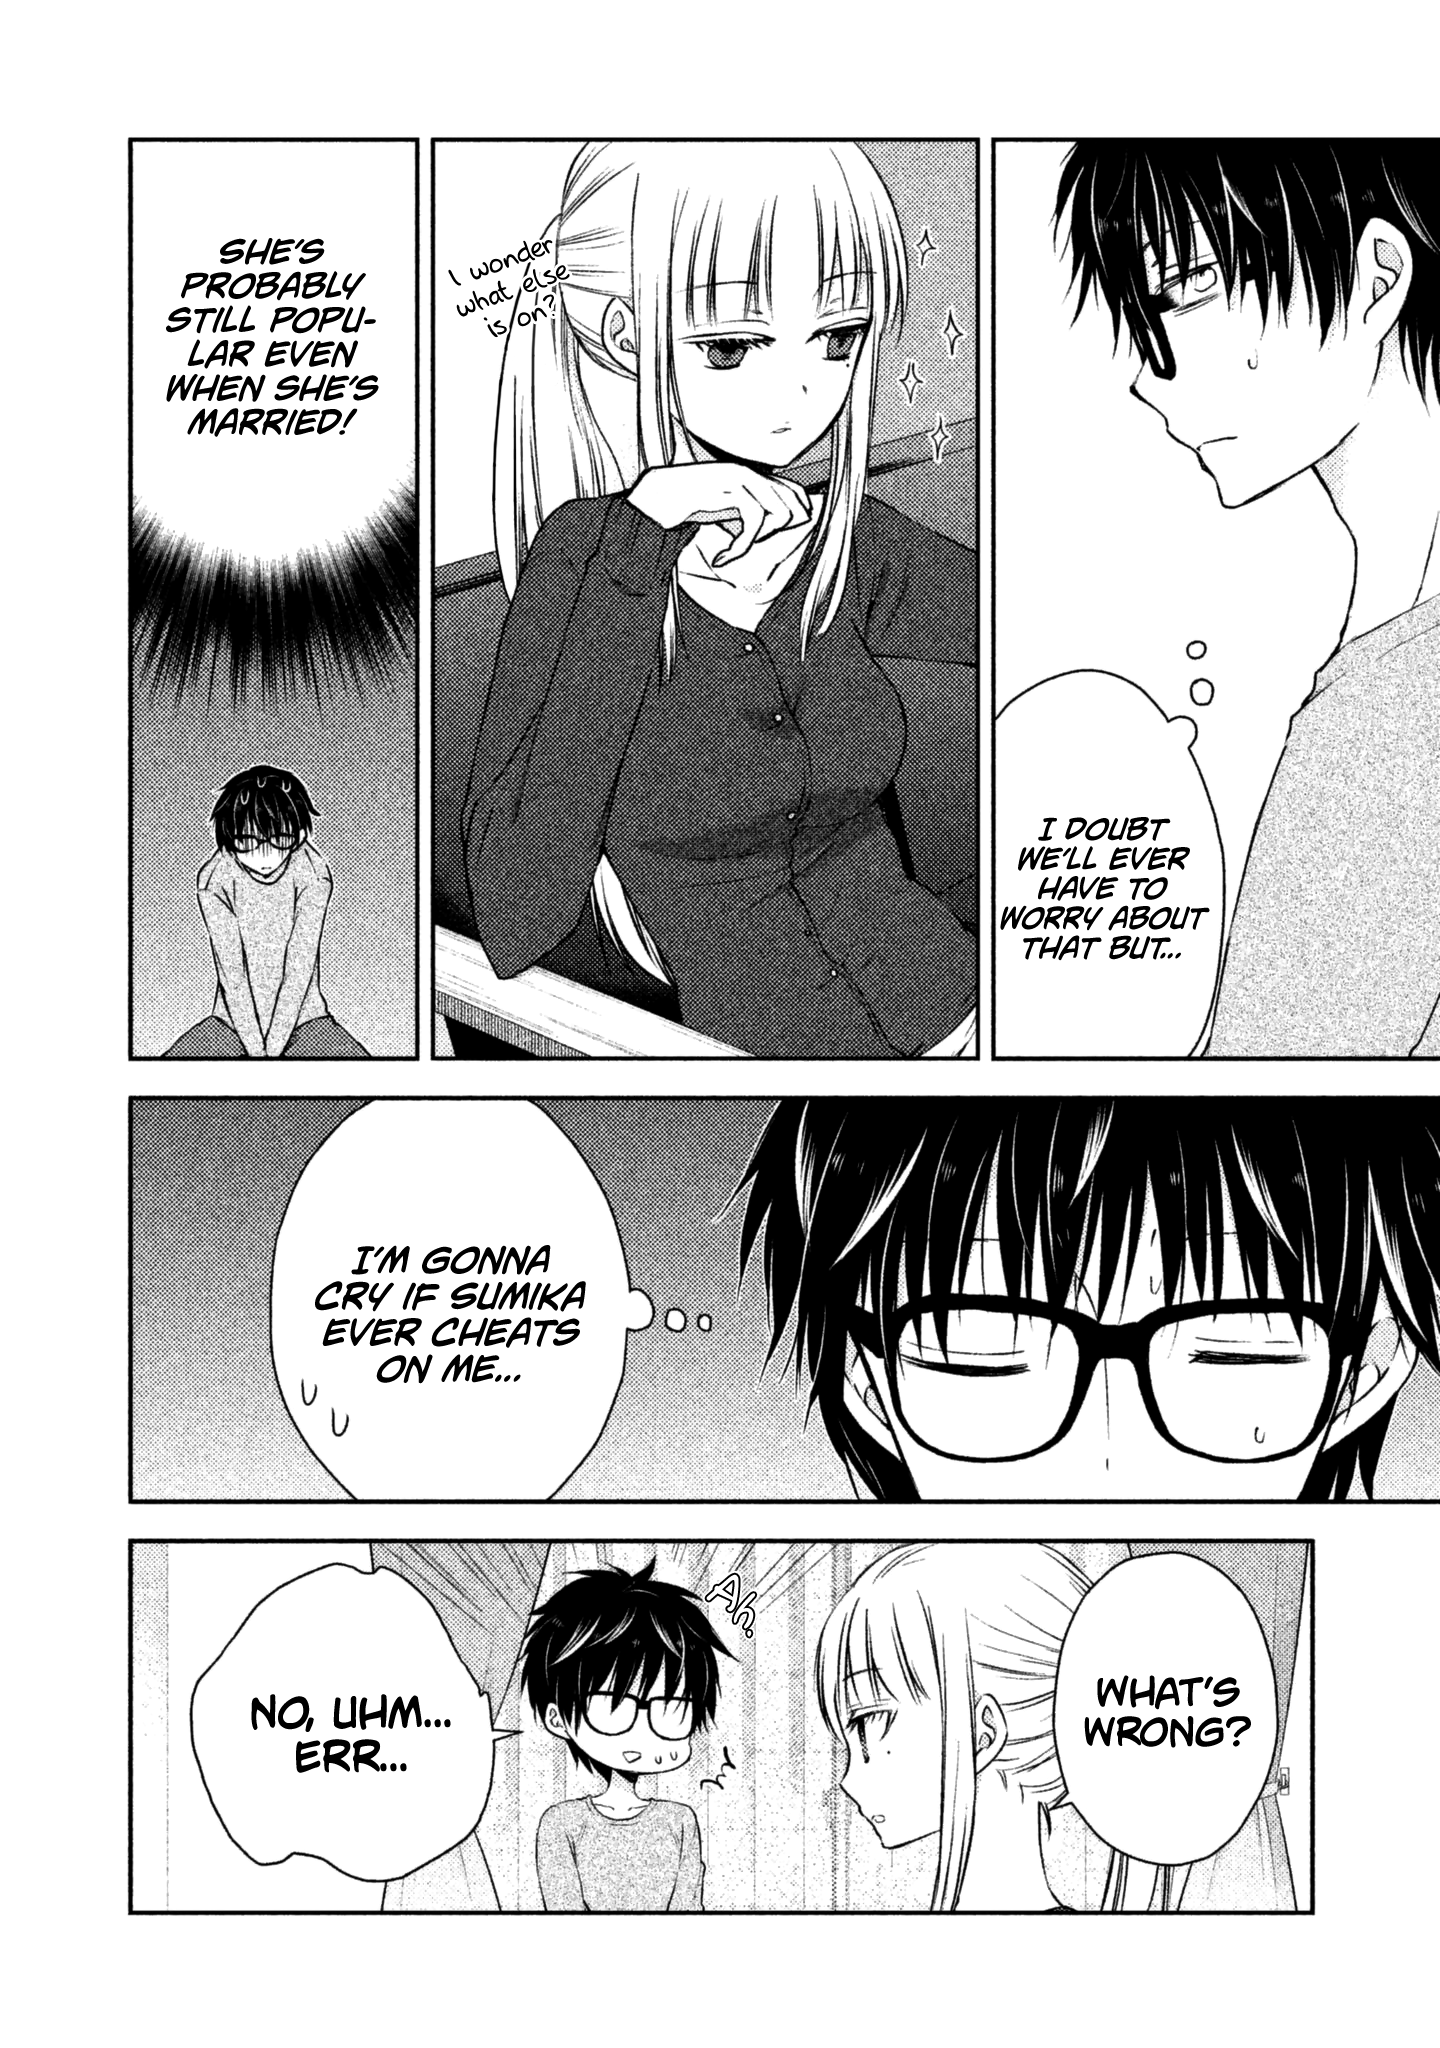 I DOUBT
WE'LL EVER
HAVE TO
WORRY ABOUT
THAT BUT...
I wonder
what else
is on?
SHE'S
PROBABLY
STILL POPU-
LAR EVEN
WHEN SHE'S
MARRIED!
I'M GONNA
CRY IF SUMIKA
EVER CHEATS
ON ME...
WHAT'S
WRONG?
Ah.
NO, UHM...
ERR...